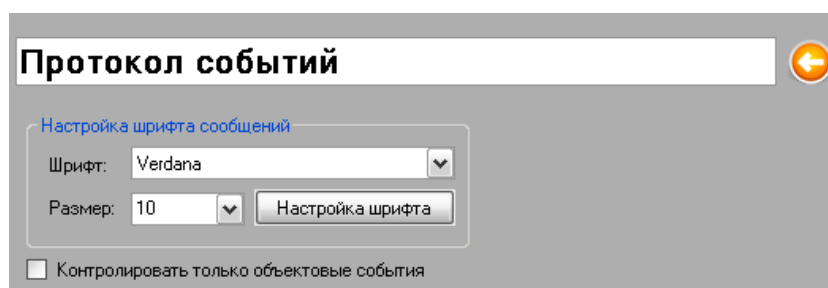 Протокол событий
Настройка шрифта сообщений
Шрифт: Verdana
Размер: 10 Настройка шрифта
Контролировать только объектовые события